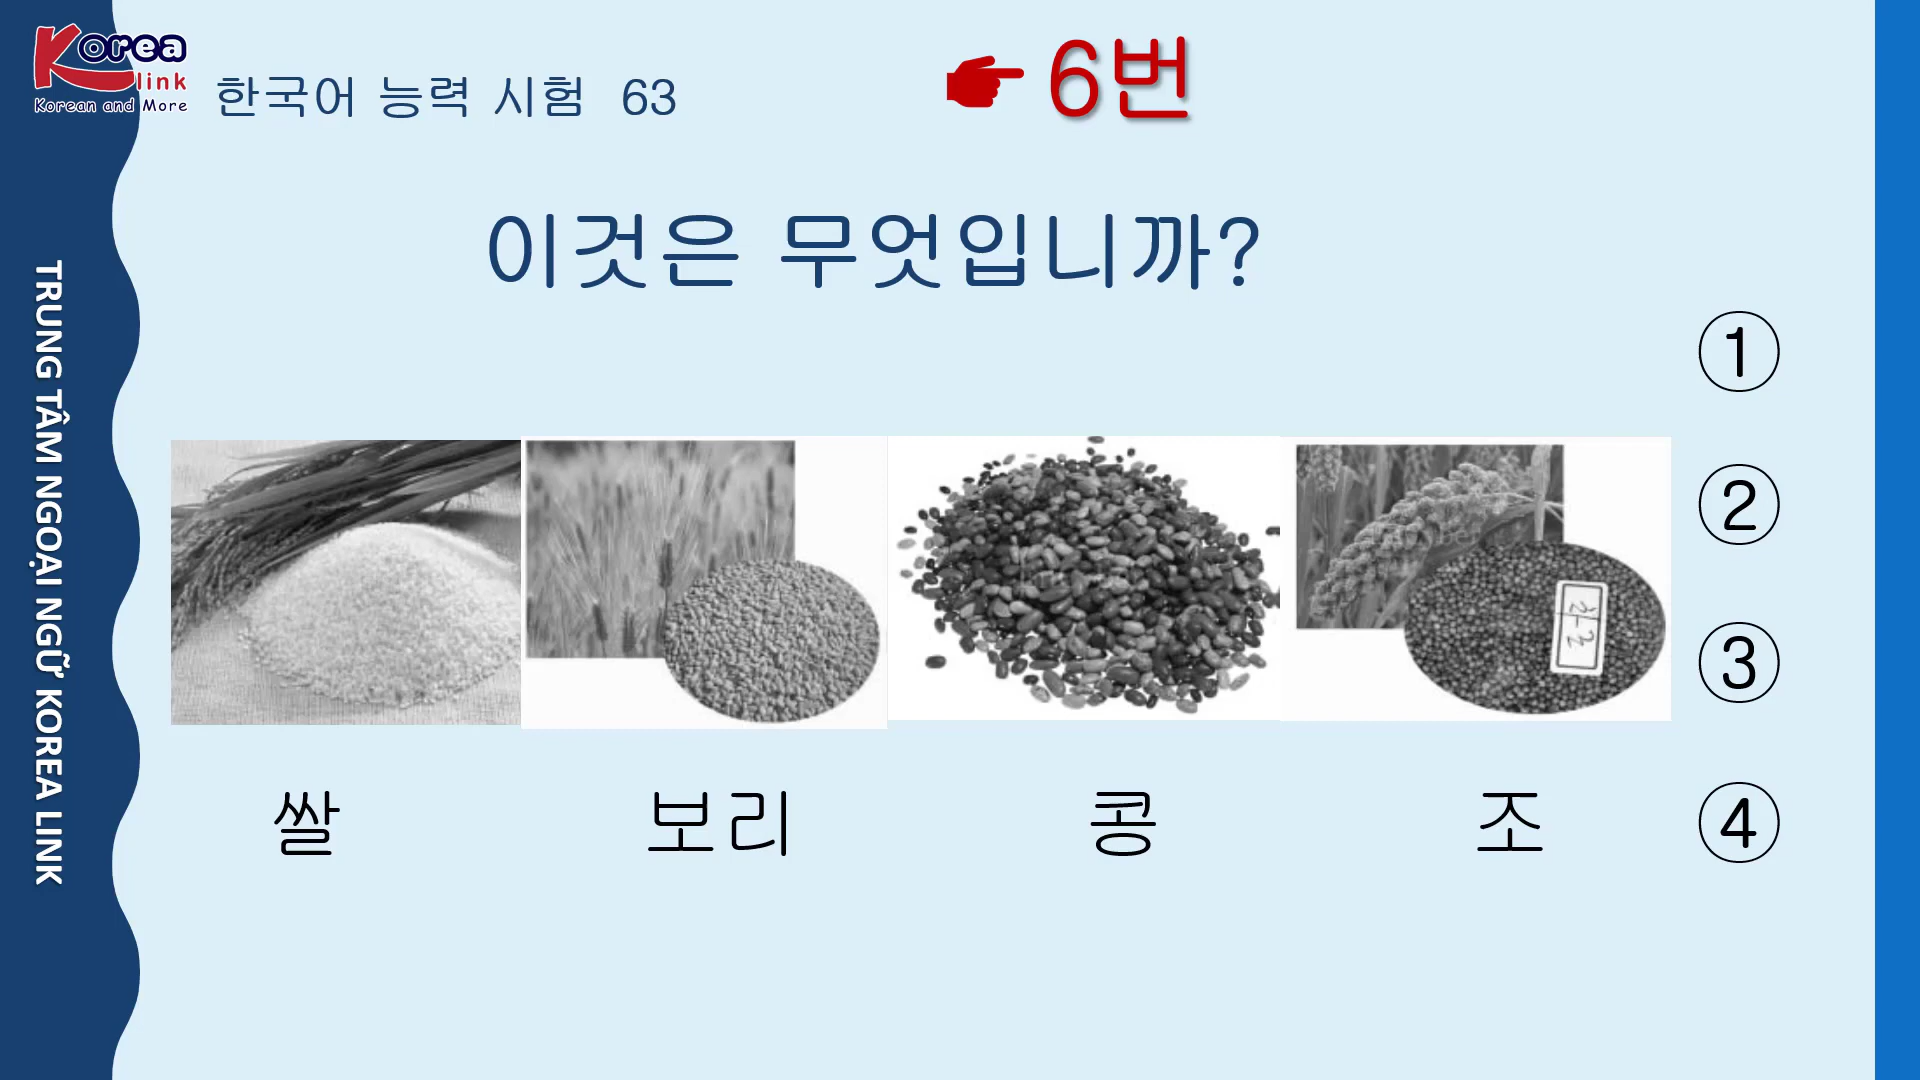 Korea
link
Korean and More
한국어 능력 시험 63
☛ 6번
이것은 무엇입니까?
TRUNG TÂM NGOẠI NGỮ KOREA LINK
①
②
③
④
쌀 보리 콩 조